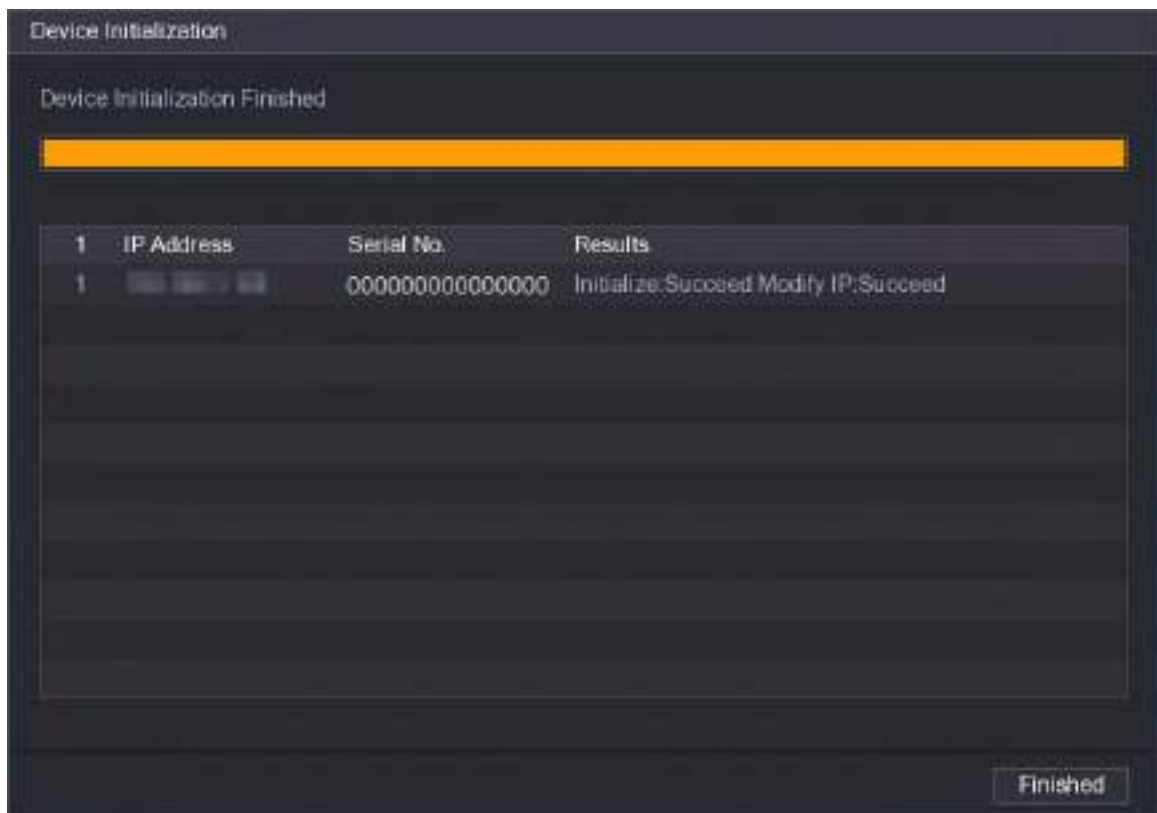 Device Initialization
Device Initialization Finished
1 IP Address Serial No. Results
1 000000000000000 Initialize:Succeed Modify IP:Succeed
Finished